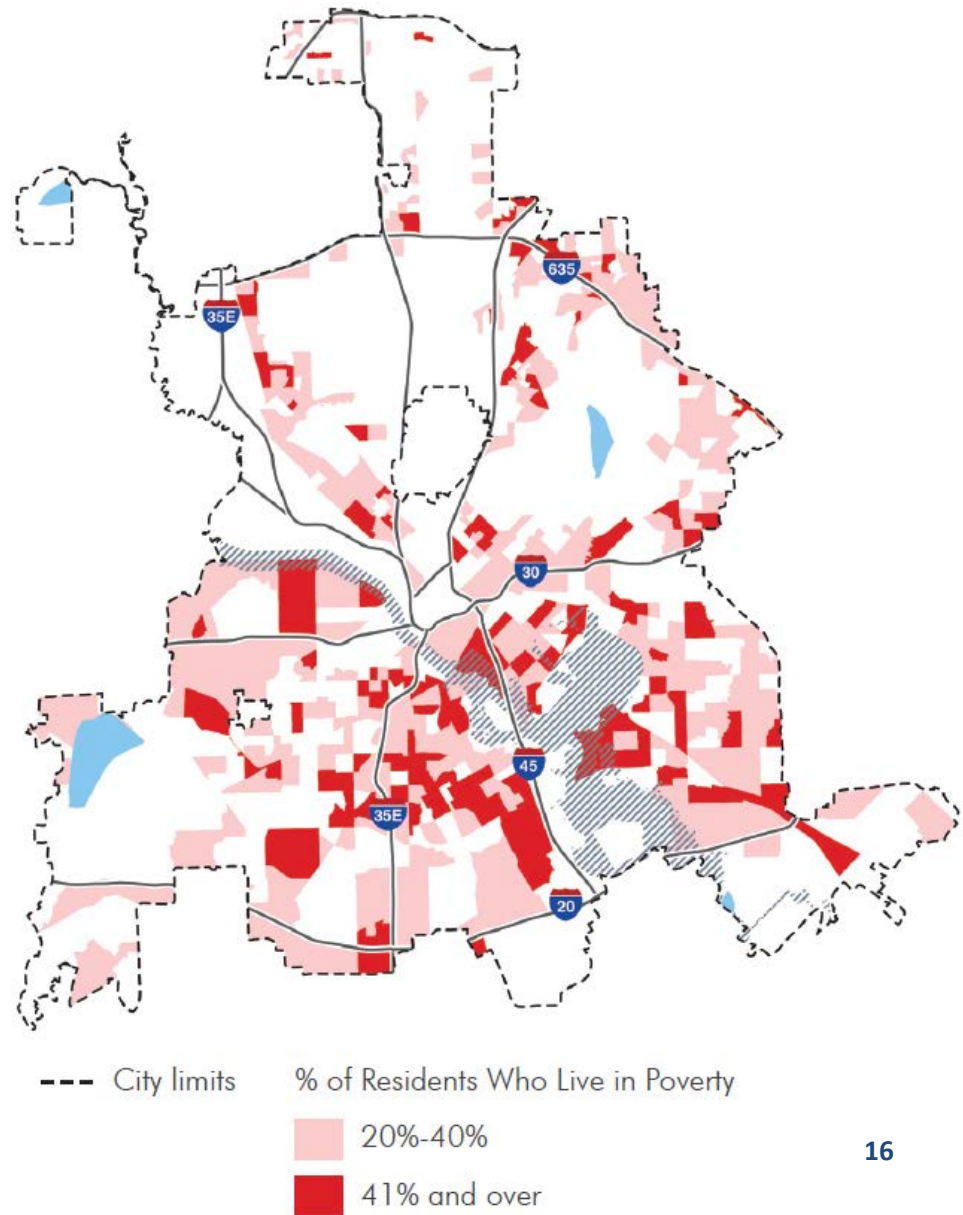 635
35E
30
45
35E
20
City limits
% of Residents Who Live in Poverty
20%-40%
16
41% and over